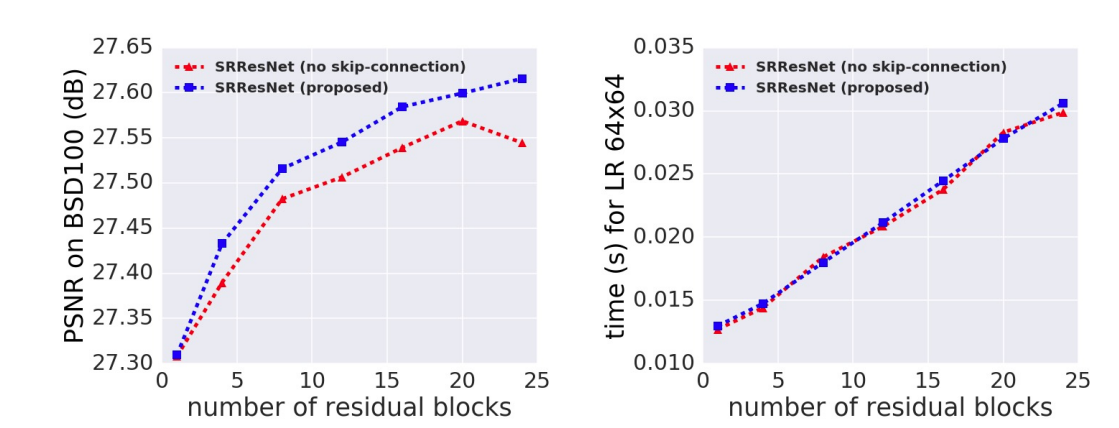 27.65
27.60
27.55
27.50
27.45
27.40
27.35
27.30
PSNR on BSD100 (dB)
SRResNet (no skip-connection)
SRResNet (proposed)
0 5 10 15 20 25
number of residual blocks
0.035
0.030
0.025
0.020
0.015
0.010
time (s) for LR 64x64
SRResNet (no skip-connection)
SRResNet (proposed)
0 5 10 15 20 25
number of residual blocks